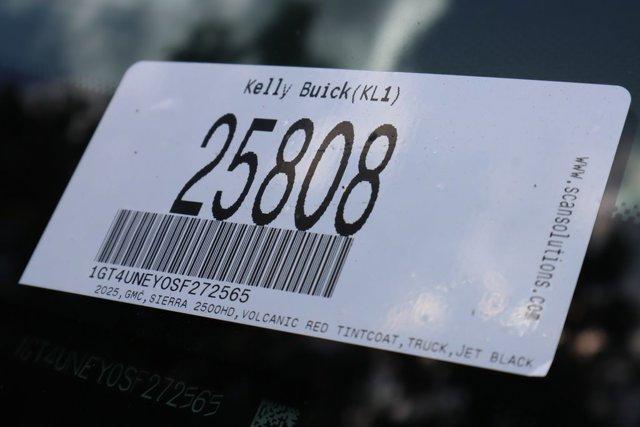 Kelly Buick(KL1)
25808
www.scansolutions.com
1GT4UNEY0SF272565
2025,GMC,SIERRA 2500HD,VOLCANIC RED TINTCOAT,TRUCK,JET BLACK
1GT4UNEY0SF272565